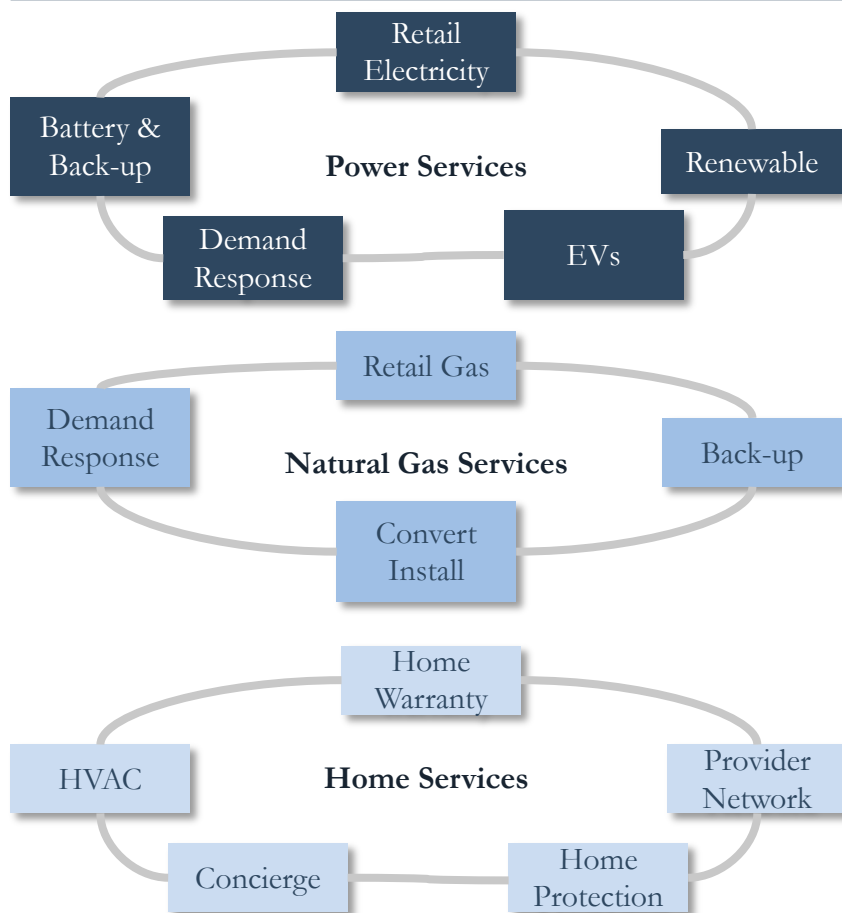 Retail
Electricity
Battery &
Back-up
Power Services
Renewable
Demand
Response
EVs
Retail Gas
Demand
Response
Natural Gas Services
Back-up
Convert
Install
Home
Warranty
HVAC
Home Services
Provider
Network
Concierge
Home
Protection